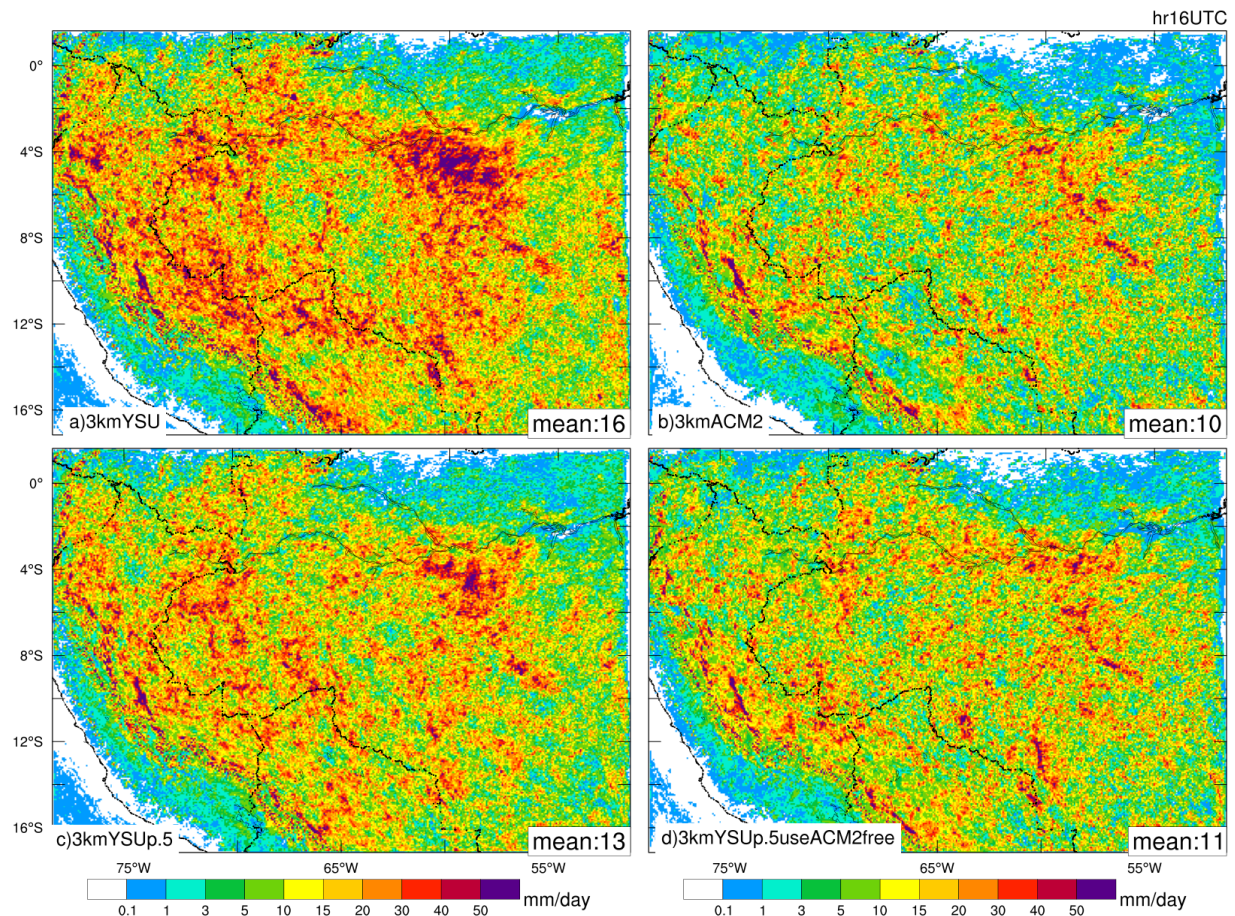 hr16UTC
0°
4°S
8°S
12°S
16°S
a)3kmYSU
mean:16
b)3kmACM2
mean:10
0°
4°S
8°S
12°S
16°S
c)3kmYSUp.5
mean:13
d)3kmYSUp.5useACM2free
mean:11
75°W 65°W 55°W
75°W 65°W 55°W
0.1 1 3 5 10 15 20 30 40 50 mm/day
0.1 1 3 5 10 15 20 30 40 50 mm/day